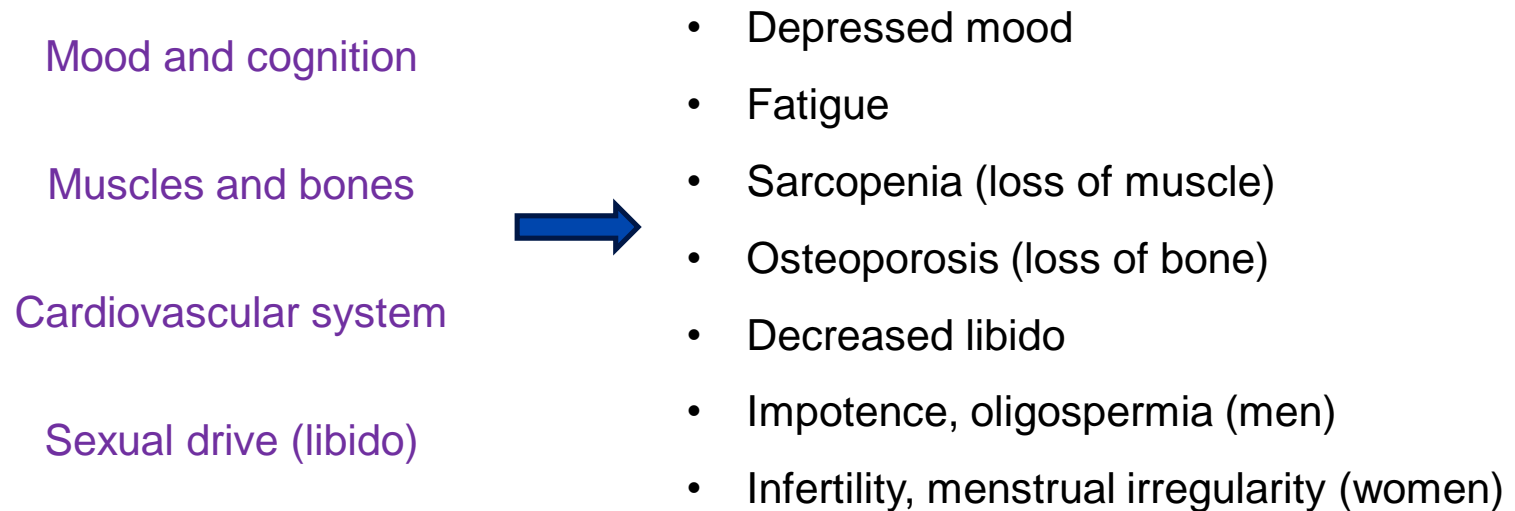 Mood and cognition
Muscles and bones
Cardiovascular system
Sexual drive (libido)
• Depressed mood
• Fatigue
• Sarcopenia (loss of muscle)
• Osteoporosis (loss of bone)
• Decreased libido
• Impotence, oligospermia (men)
• Infertility, menstrual irregularity (women)